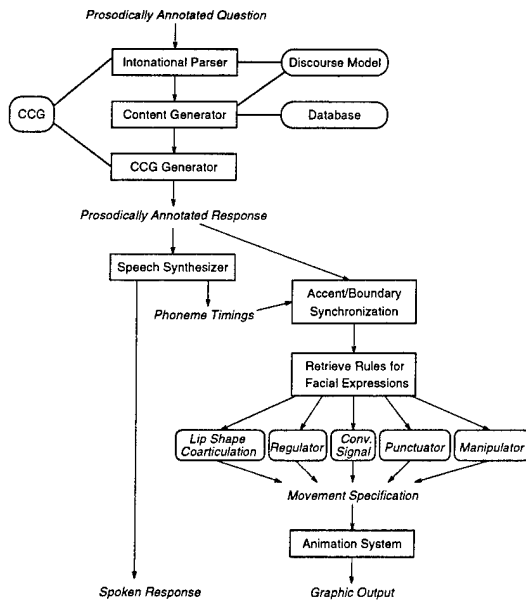 Prosodically Annotated Question
Intonational Parser
Discourse Model
CCG
Content Generator
Database
CCG Generator
Prosodically Annotated Response
Speech Synthesizer
Phoneme Timings
Accent/Boundary
Synchronization
Retrieve Rules for
Facial Expressions
Lip Shape
Coarticulation
Regulator
Conv.
Signal
Punctuator
Manipulator
Movement Specification
Animation System
Spoken Response
Graphic Output